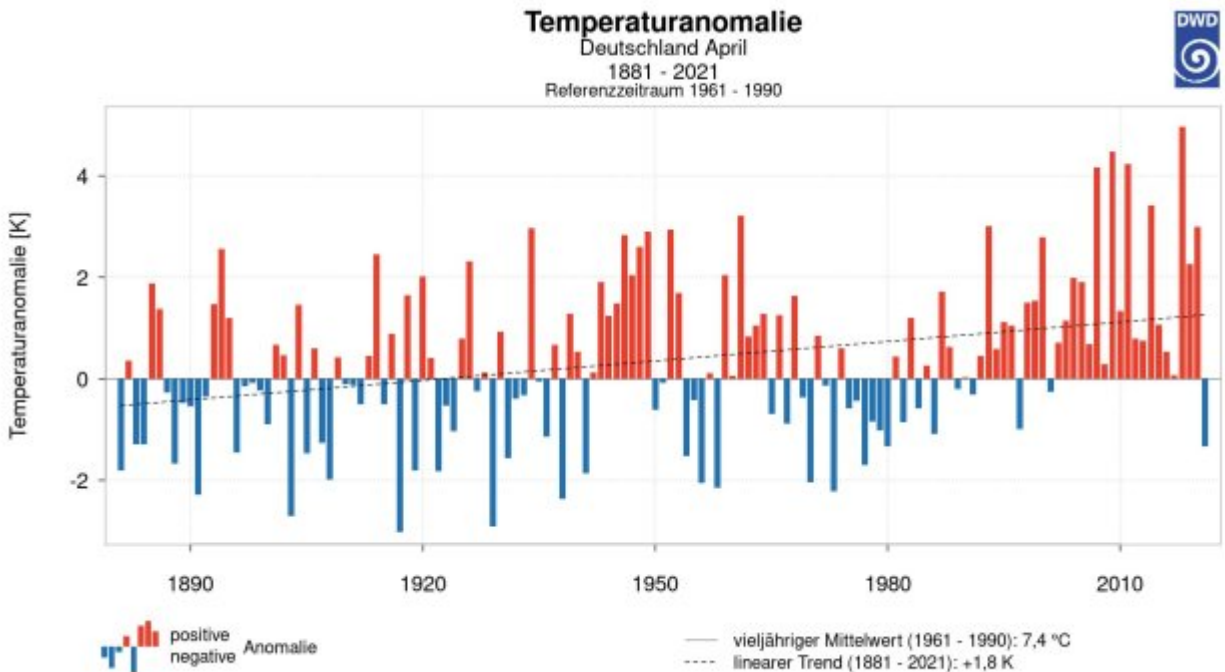 Temperaturanomalie
Deutschland April
1881 - 2021
Referenzzeitraum 1961 - 1990
DWD
Temperaturanomalie [K]
4
2
0
-2
1890
1920
1950
1980
2010
positive
negative
Anomalie
vieljähriger Mittelwert (1961 - 1990): 7,4 °C
linearer Trend (1881 - 2021): +1,8 K